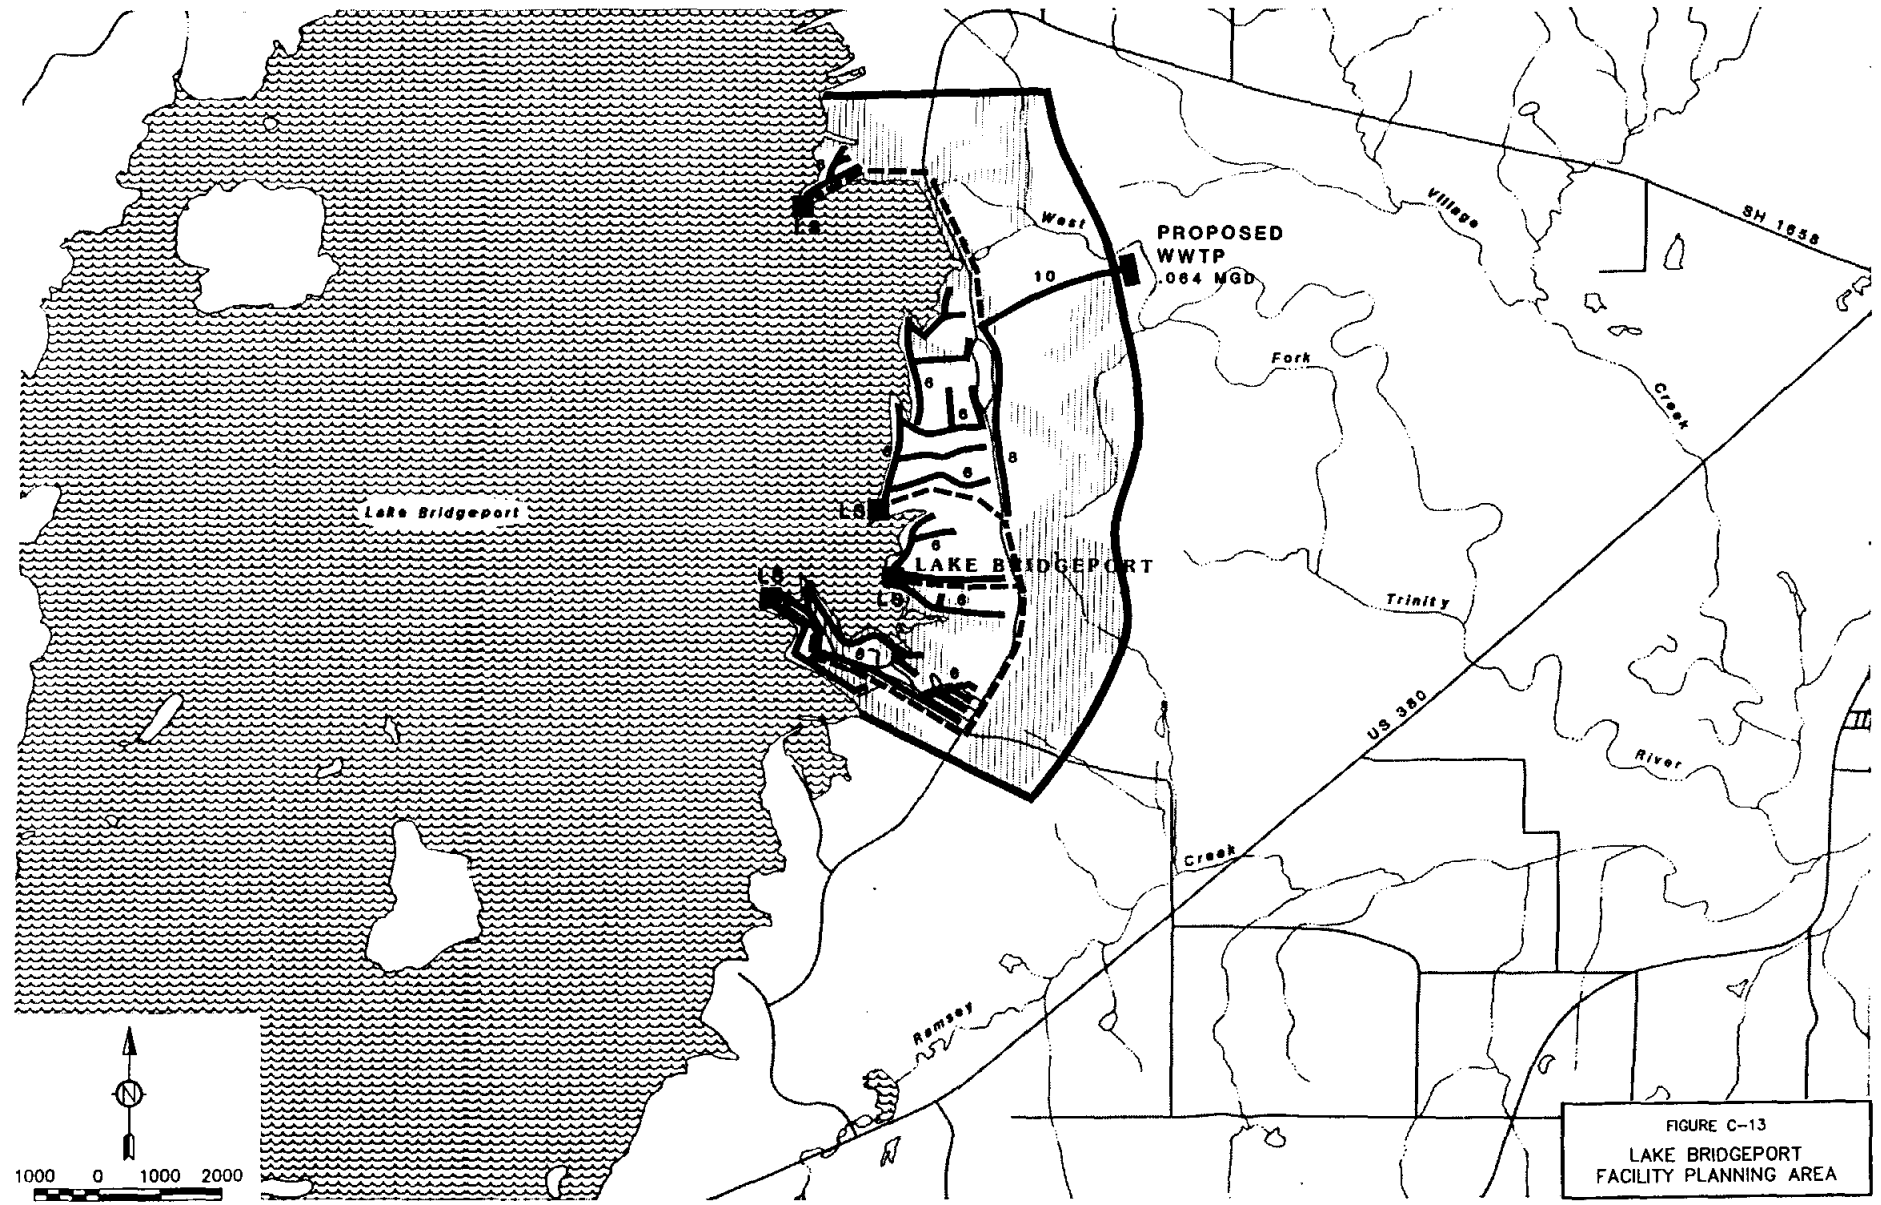 SH 1658
Village
West
PROPOSED
WWTP
.064 MGD
10
6
LS
Fork
Creek
6
6
6
8
6
Lake Bridgeport
LS
6
LAKE BRIDGEPORT
LS
LS
6
Trinity
6
6
US 380
River
Creek
Ramsey
N
1000 0 1000 2000
FIGURE C-13
LAKE BRIDGEPORT
FACILITY PLANNING AREA